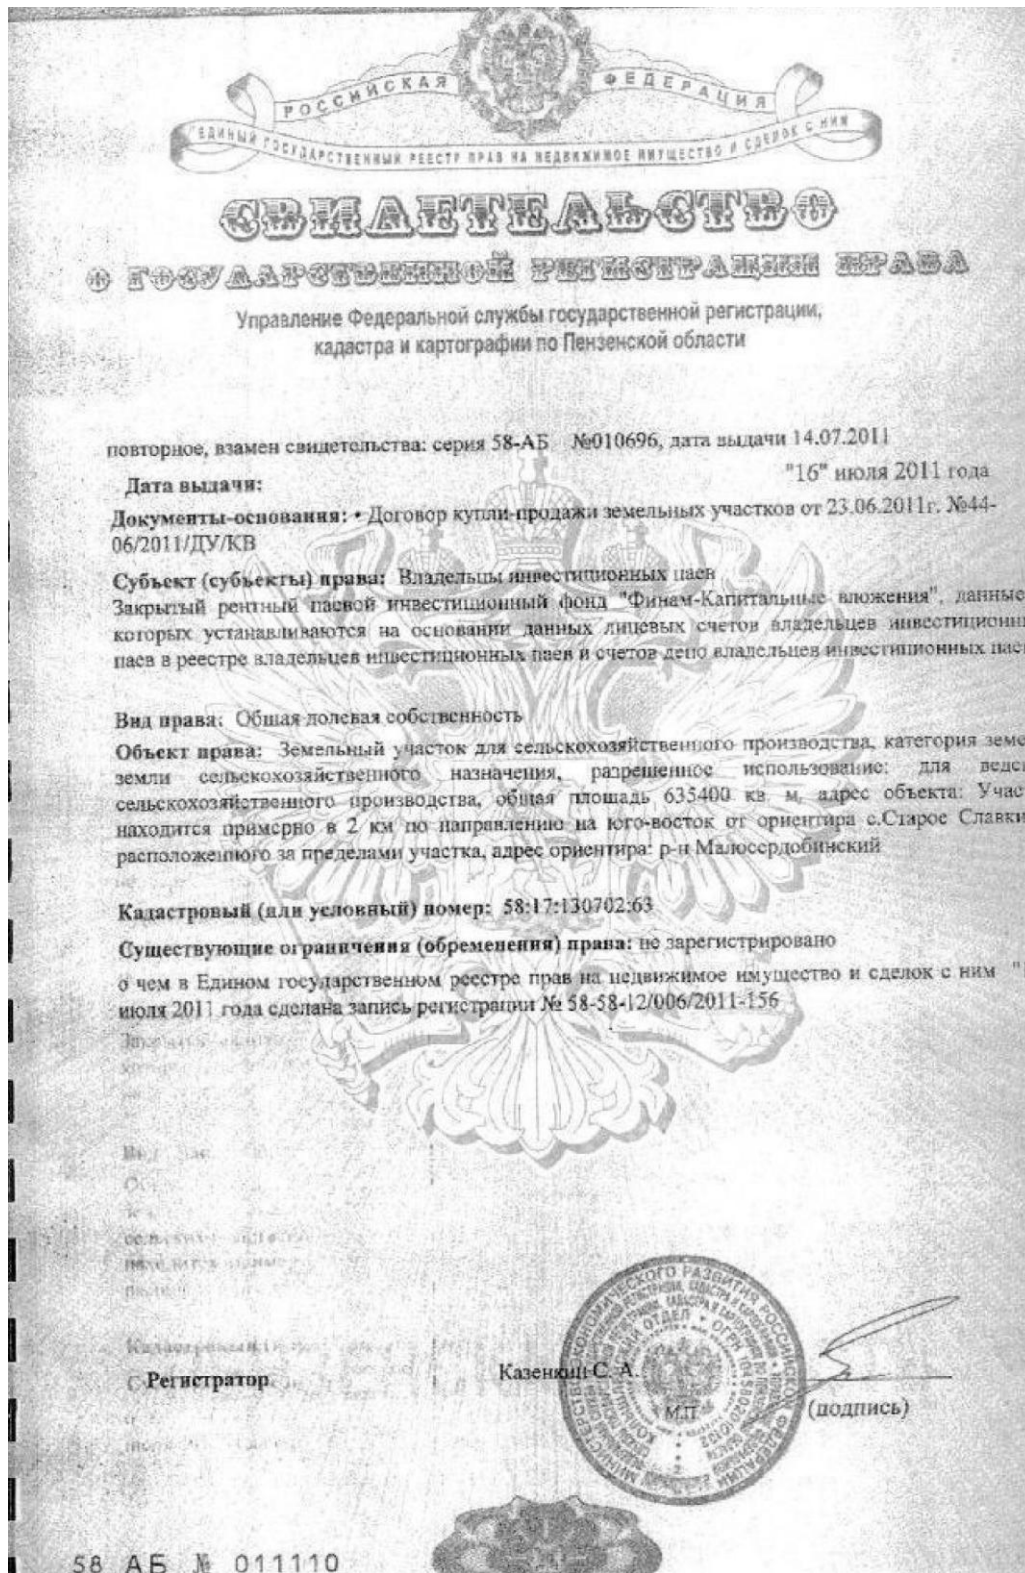 РОССИЙСКАЯ ФЕДЕРАЦИЯ
ЕДИНЫЙ ГОСУДАРСТВЕННЫЙ РЕЕСТР ПРАВ НА НЕДВИЖИМОЕ ИМУЩЕСТВО И СДЕЛОК С НИМ
СВИДЕТЕЛЬСТВО
О ГОСУДАРСТВЕННОЙ РЕГИСТРАЦИИ ПРАВА
Управление Федеральной службы государственной регистрации,
кадастра и картографии по Пензенской области
повторное, взамен свидетельства: серия 58-АБ №010696, дата выдачи 14.07.2011
Дата выдачи: "16" июля 2011 года
Документы-основания: • Договор купли-продажи земельных участков от 23.06.2011г. №44-
06/2011/ДУ/КВ
Субъект (субъекты) права: Владельцы инвестиционных паев
Закрытый рентный паевой инвестиционный фонд "Финам-Капитальные вложения", данные
которых устанавливаются на основании данных лицевых счетов владельцев инвестиционн
паев в реестре владельцев инвестиционных паев и счетов депо владельцев инвестиционных пае
Вид права: Общая долевая собственность
Объект права: Земельный участок для сельскохозяйственного производства, категория земе
земли сельскохозяйственного назначения, разрешенное использование: для веде
сельскохозяйственного производства, общая площадь 635400 кв. м, адрес объекта: Учас
находится примерно в 2 км по направлению на юго-восток от ориентира с.Старое Славки
расположенного за пределами участка, адрес ориентира: р-н Малосердобинский
Кадастровый (или условный) номер: 58:17:130702:63
Существующие ограничения (обременения) права: не зарегистрировано
о чем в Едином государственном реестре прав на недвижимое имущество и сделок с ним "
июля 2011 года сделана запись регистрации № 58-58-12/006/2011-156
Регистратор Казенкин С. А.
М.П.
(подпись)
МИНИСТЕРСТВО ЭКОНОМИЧЕСКОГО РАЗВИТИЯ РОССИЙСКОЙ ФЕДЕРАЦИИ
58 АБ № 011110